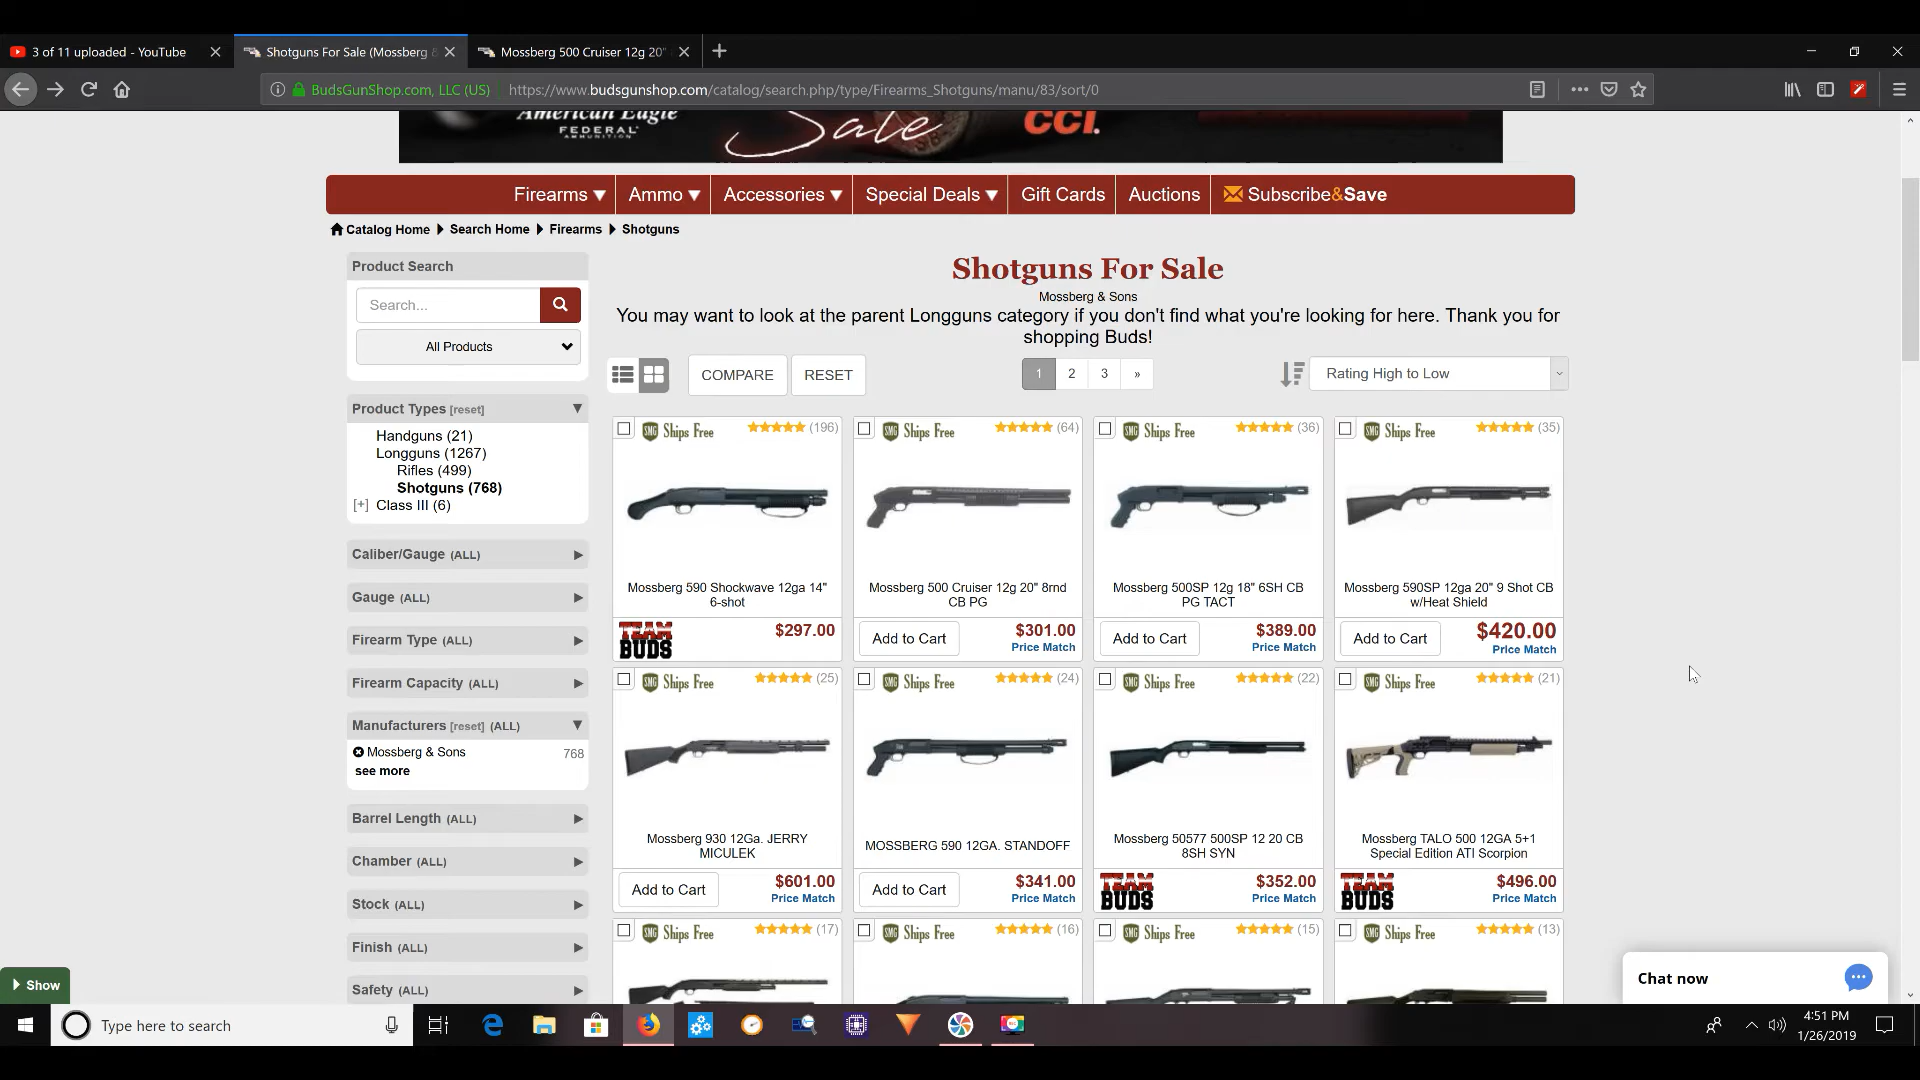 3 of 11 uploaded - YouTube
Shotguns For Sale (Mossberg &
Mossberg 500 Cruiser 12g 20"
BudsGunShop.com, LLC (US)
https://www.budsgunshop.com/catalog/search.php/type/Firearms_Shotguns/manu/83/sort/0
American Eagle
FEDERAL
Sale
CCI.
Firearms
Ammo
Accessories
Special Deals
Gift Cards
Auctions
Subscribe&Save
Catalog Home
Search Home
Firearms
Shotguns
Product Search
Search...
All Products
Product Types [reset]
Handguns (21)
Longguns (1267)
Rifles (499)
Shotguns (768)
[+] Class III (6)
Caliber/Gauge (ALL)
Gauge (ALL)
Firearm Type (ALL)
Firearm Capacity (ALL)
Manufacturers [reset] (ALL)
Mossberg & Sons 768
see more
Barrel Length (ALL)
Chamber (ALL)
Stock (ALL)
Finish (ALL)
Safety (ALL)
Show
Shotguns For Sale
Mossberg & Sons
You may want to look at the parent Longguns category if you don't find what you're looking for here. Thank you for
shopping Buds!
COMPARE
RESET
1 2 3 »
Rating High to Low
SMG Ships Free (196)
Mossberg 590 Shockwave 12ga 14"
6-shot
TEAM
BUDS
$297.00
SMG Ships Free (64)
Mossberg 500 Cruiser 12g 20" 8rnd
CB PG
Add to Cart
$301.00
Price Match
SMG Ships Free (36)
Mossberg 500SP 12g 18" 6SH CB
PG TACT
Add to Cart
$389.00
Price Match
SMG Ships Free (35)
Mossberg 590SP 12ga 20" 9 Shot CB
w/Heat Shield
Add to Cart
$420.00
Price Match
SMG Ships Free (25)
Mossberg 930 12Ga. JERRY
MICULEK
Add to Cart
$601.00
Price Match
SMG Ships Free (24)
MOSSBERG 590 12GA. STANDOFF
Add to Cart
$341.00
Price Match
SMG Ships Free (22)
Mossberg 50577 500SP 12 20 CB
8SH SYN
TEAM
BUDS
$352.00
Price Match
SMG Ships Free (21)
Mossberg TALO 500 12GA 5+1
Special Edition ATI Scorpion
TEAM
BUDS
$496.00
Price Match
SMG Ships Free (17)
SMG Ships Free (16)
SMG Ships Free (15)
SMG Ships Free (13)
Chat now
Type here to search
4:51 PM
1/26/2019